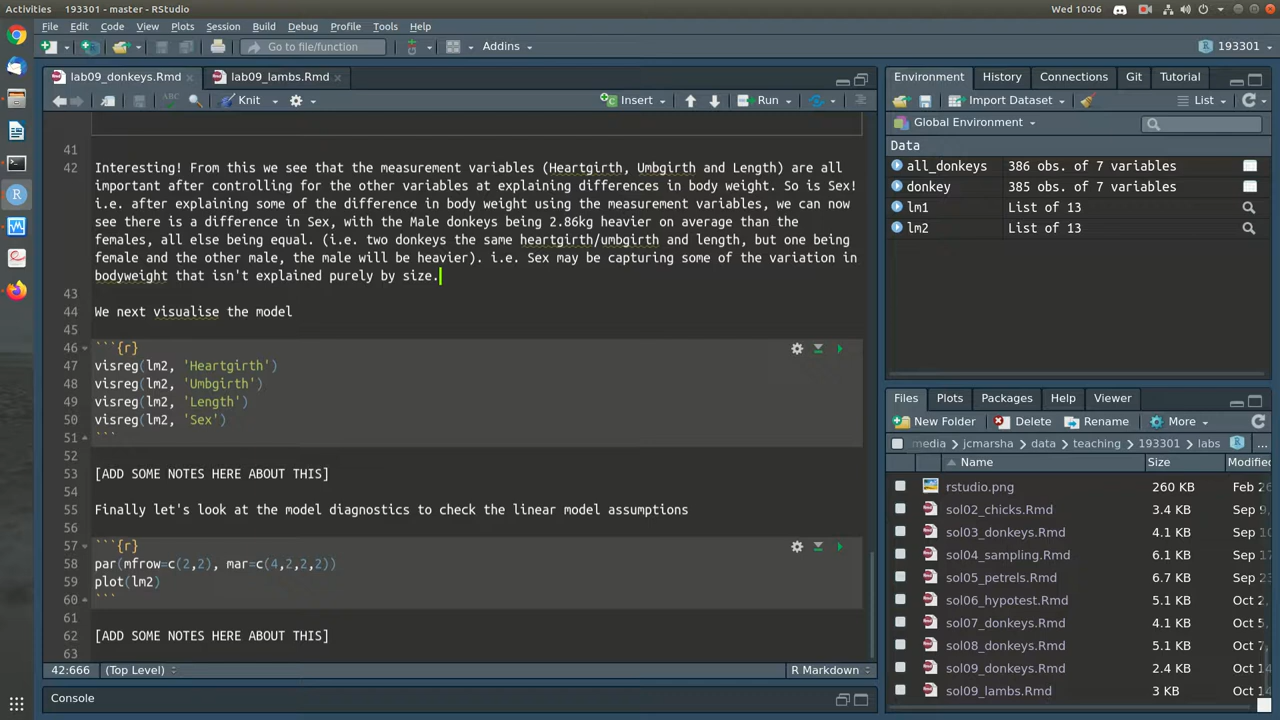 Activities 193301 - master - RStudio Wed 10:06
File Edit Code View Plots Session Build Debug Profile Tools Help
Go to file/function Addins 193301
lab09_donkeys.Rmd lab09_lambs.Rmd
ABC Knit Insert Run
41
42 Interesting! From this we see that the measurement variables (Heartgirth, Umbgirth and Length) are all
important after controlling for the other variables at explaining differences in body weight. So is Sex!
i.e. after explaining some of the difference in body weight using the measurement variables, we can now
see there is a difference in Sex, with the Male donkeys being 2.86kg heavier on average than the
females, all else being equal. (i.e. two donkeys the same heartgirth/umbgirth and length, but one being
female and the other male, the male will be heavier). i.e. Sex may be capturing some of the variation in
bodyweight that isn't explained purely by size.
43
44 We next visualise the model
45
46 ```{r}
47 visreg(lm2, 'Heartgirth')
48 visreg(lm2, 'Umbgirth')
49 visreg(lm2, 'Length')
50 visreg(lm2, 'Sex')
51 ```
52
53 [ADD SOME NOTES HERE ABOUT THIS]
54
55 Finally let's look at the model diagnostics to check the linear model assumptions
56
57 ```{r}
58 par(mfrow=c(2,2), mar=c(4,2,2,2))
59 plot(lm2)
60 ```
61
62 [ADD SOME NOTES HERE ABOUT THIS]
63
42:666 (Top Level) R Markdown
Console
Environment History Connections Git Tutorial
Import Dataset List
Global Environment
Data
all_donkeys 386 obs. of 7 variables
donkey 385 obs. of 7 variables
lm1 List of 13
lm2 List of 13
Files Plots Packages Help Viewer
New Folder Delete Rename More
media jcmarsha data teaching 193301 labs ...
Name Size Modified
rstudio.png 260 KB Feb 26
sol02_chicks.Rmd 3.4 KB Sep 9,
sol03_donkeys.Rmd 4.1 KB Sep
sol04_sampling.Rmd 6.1 KB Sep
sol05_petrels.Rmd 6.7 KB Sep
sol06_hypotest.Rmd 5.1 KB Oct 2,
sol07_donkeys.Rmd 4.1 KB Oct 5,
sol08_donkeys.Rmd 5.1 KB Oct 7,
sol09_donkeys.Rmd 2.4 KB Oct
sol09_lambs.Rmd 3 KB Oct